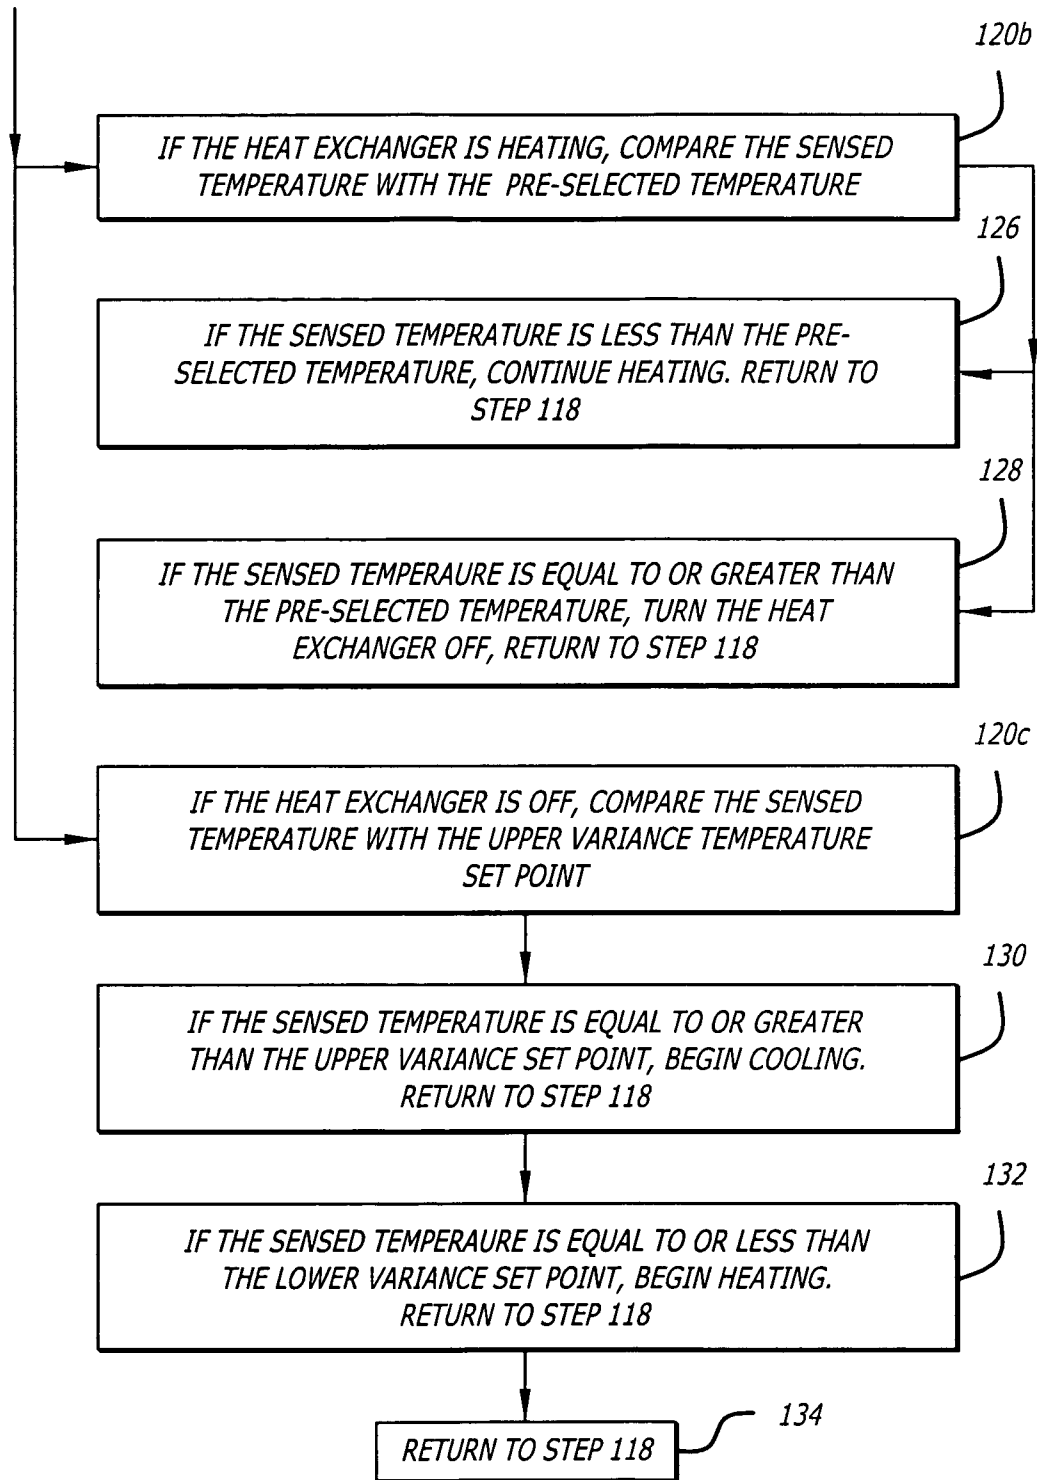 120b
IF THE HEAT EXCHANGER IS HEATING, COMPARE THE SENSED
TEMPERATURE WITH THE PRE-SELECTED TEMPERATURE
126
IF THE SENSED TEMPERATURE IS LESS THAN THE PRE-
SELECTED TEMPERATURE, CONTINUE HEATING. RETURN TO
STEP 118
128
IF THE SENSED TEMPERAURE IS EQUAL TO OR GREATER THAN
THE PRE-SELECTED TEMPERATURE, TURN THE HEAT
EXCHANGER OFF, RETURN TO STEP 118
120c
IF THE HEAT EXCHANGER IS OFF, COMPARE THE SENSED
TEMPERATURE WITH THE UPPER VARIANCE TEMPERATURE
SET POINT
130
IF THE SENSED TEMPERATURE IS EQUAL TO OR GREATER
THAN THE UPPER VARIANCE SET POINT, BEGIN COOLING.
RETURN TO STEP 118
132
IF THE SENSED TEMPERAURE IS EQUAL TO OR LESS THAN
THE LOWER VARIANCE SET POINT, BEGIN HEATING.
RETURN TO STEP 118
134
RETURN TO STEP 118